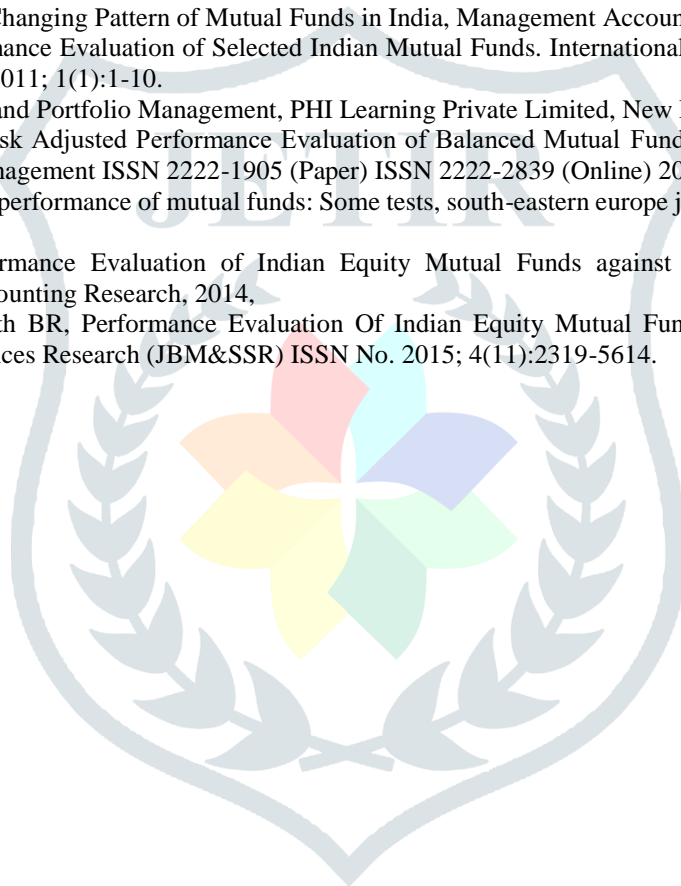 Changing Pattern of Mutual Funds in India, Management Accoun
nance Evaluation of Selected Indian Mutual Funds. International
011; 1(1):1-10.
and Portfolio Management, PHI Learning Private Limited, New
sk Adjusted Performance Evaluation of Balanced Mutual Fund
nagement ISSN 2222-1905 (Paper) ISSN 2222-2839 (Online) 20
performance of mutual funds: Some tests, south-eastern europe j
JETIR
rmance Evaluation of Indian Equity Mutual Funds against
ounting Research, 2014,
th BR, Performance Evaluation Of Indian Equity Mutual Fun
nces Research (JBM&SSR) ISSN No. 2015; 4(11):2319-5614.